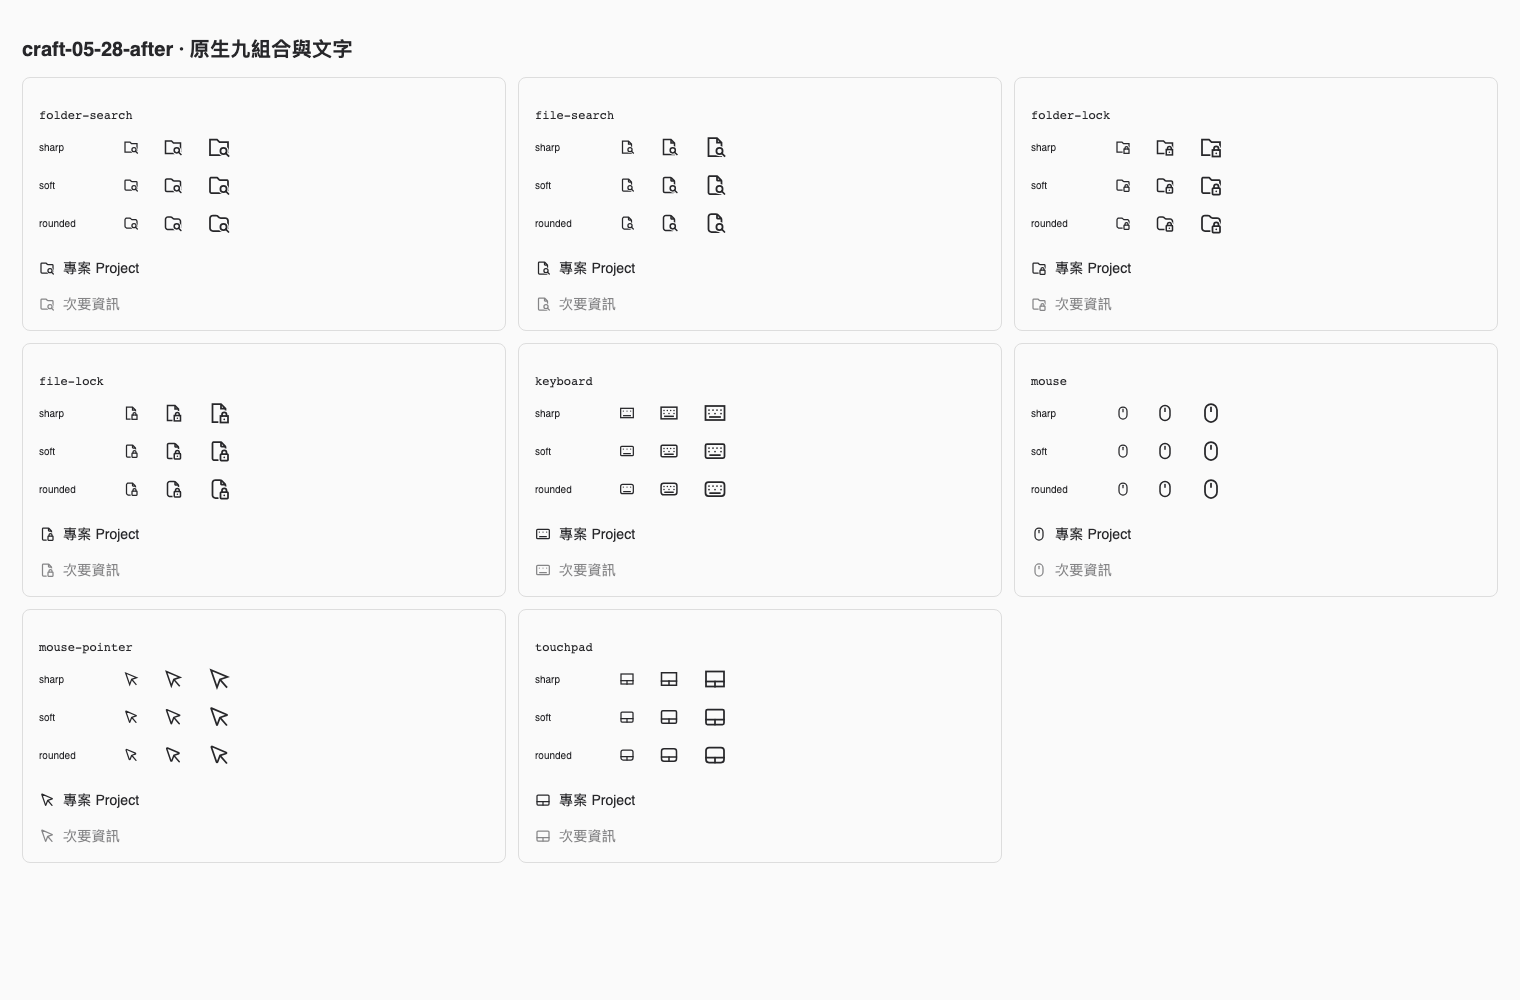 craft-05-28-after · 原生九組合與文字
folder-search
sharp
soft
rounded
專案 Project
次要資訊
file-search
sharp
soft
rounded
專案 Project
次要資訊
folder-lock
sharp
soft
rounded
專案 Project
次要資訊
file-lock
sharp
soft
rounded
專案 Project
次要資訊
keyboard
sharp
soft
rounded
專案 Project
次要資訊
mouse
sharp
soft
rounded
專案 Project
次要資訊
mouse-pointer
sharp
soft
rounded
專案 Project
次要資訊
touchpad
sharp
soft
rounded
專案 Project
次要資訊